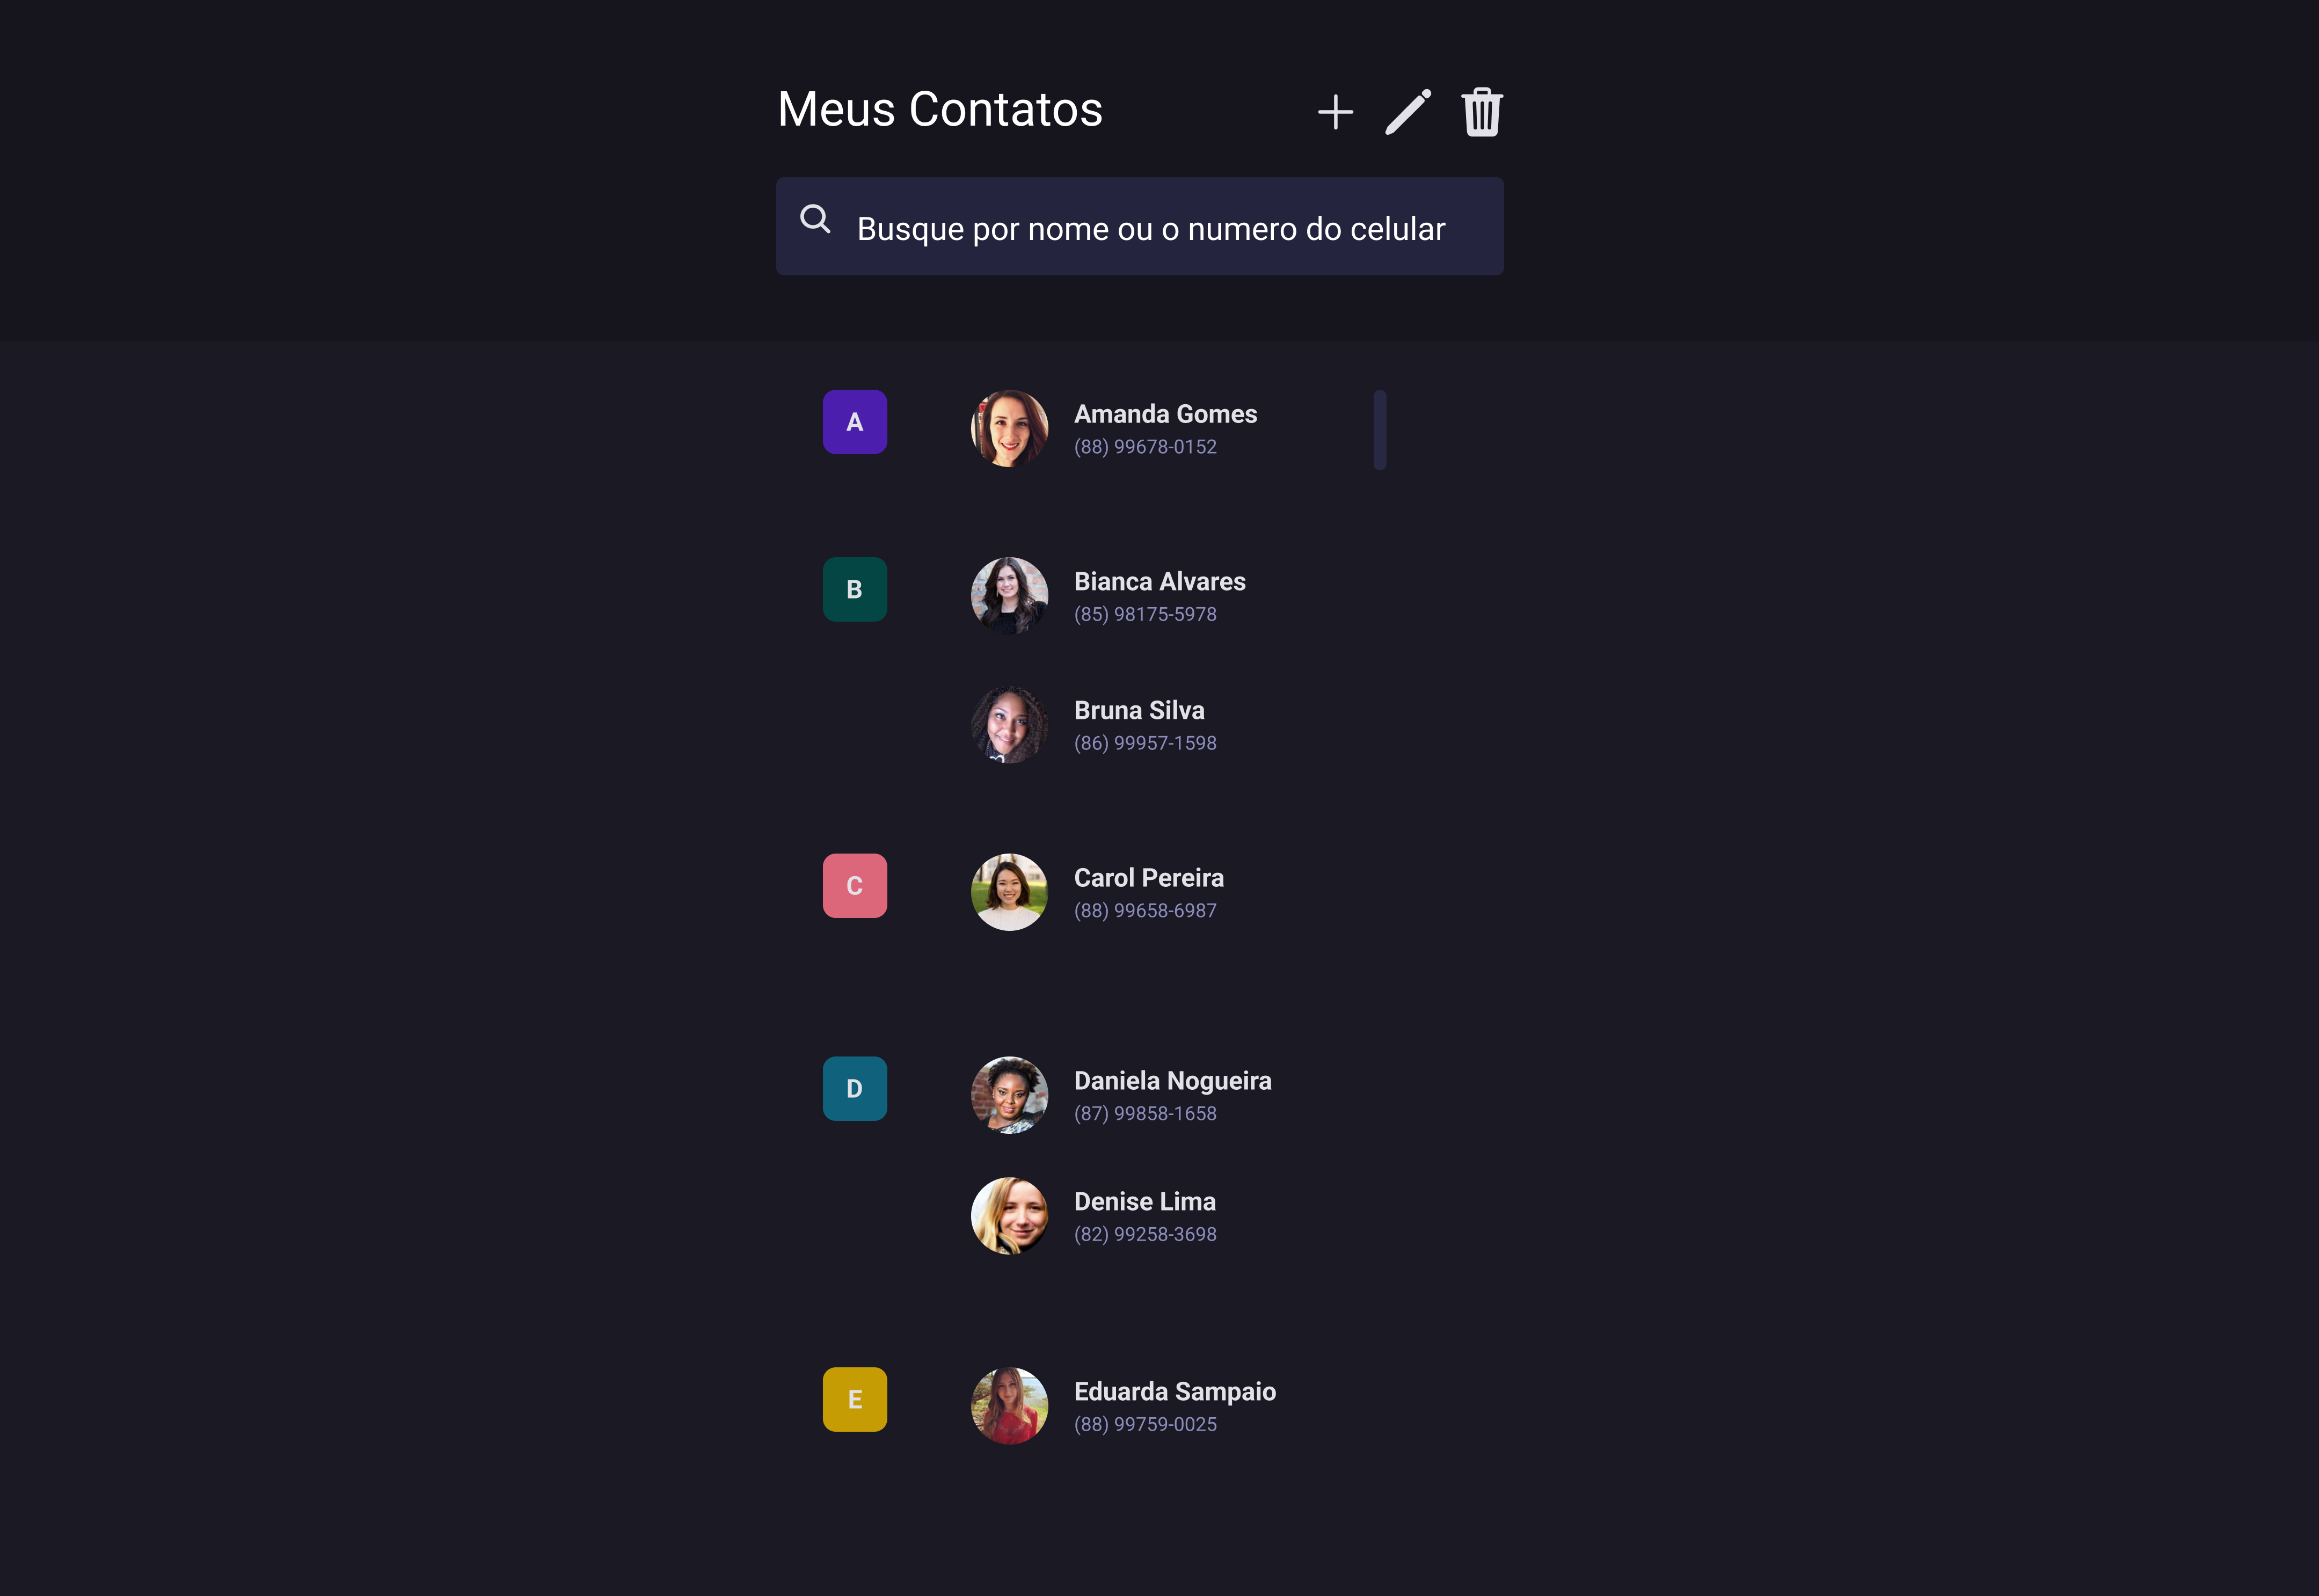 Meus Contatos
Busque por nome ou o numero do celular
A
Amanda Gomes
(88) 99678-0152
B
Bianca Alvares
(85) 98175-5978
Bruna Silva
(86) 99957-1598
C
Carol Pereira
(88) 99658-6987
D
Daniela Nogueira
(87) 99858-1658
Denise Lima
(82) 99258-3698
E
Eduarda Sampaio
(88) 99759-0025